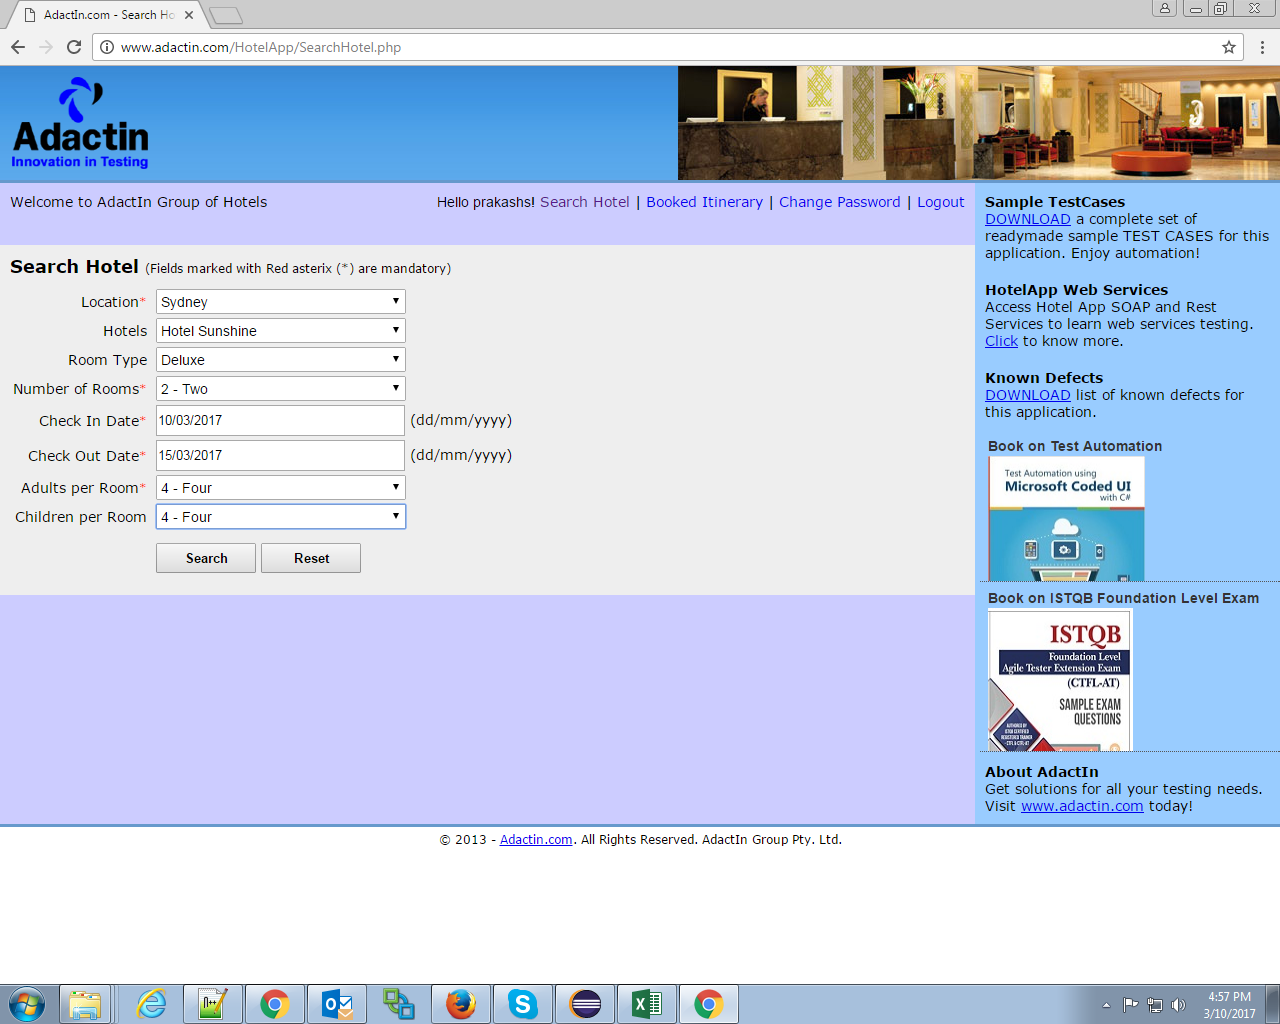 AdactIn.com - Search Ho
www.adactin.com/HotelApp/SearchHotel.php
Adactin
Innovation in Testing
Welcome to AdactIn Group of Hotels
Hello prakashs! Search Hotel | Booked Itinerary | Change Password | Logout
Search Hotel (Fields marked with Red asterix (*) are mandatory)
Location* Sydney
Hotels Hotel Sunshine
Room Type Deluxe
Number of Rooms* 2 - Two
Check In Date* 10/03/2017 (dd/mm/yyyy)
Check Out Date* 15/03/2017 (dd/mm/yyyy)
Adults per Room* 4 - Four
Children per Room 4 - Four
Search Reset
Sample TestCases
DOWNLOAD a complete set of
readymade sample TEST CASES for this
application. Enjoy automation!
HotelApp Web Services
Access Hotel App SOAP and Rest
Services to learn web services testing.
Click to know more.
Known Defects
DOWNLOAD list of known defects for
this application.
Book on Test Automation
Test Automation using
Microsoft Coded UI
with C#
Book on ISTQB Foundation Level Exam
ISTQB
Foundation Level
Agile Tester Extension Exam
(CTFL-AT)
SAMPLE EXAM
QUESTIONS
AUTHORED BY
ISTQB CERTIFIED
REGISTERED TRAINER
- CTFL & CTFL-AT
About AdactIn
Get solutions for all your testing needs.
Visit www.adactin.com today!
© 2013 - Adactin.com. All Rights Reserved. AdactIn Group Pty. Ltd.
4:57 PM
3/10/2017